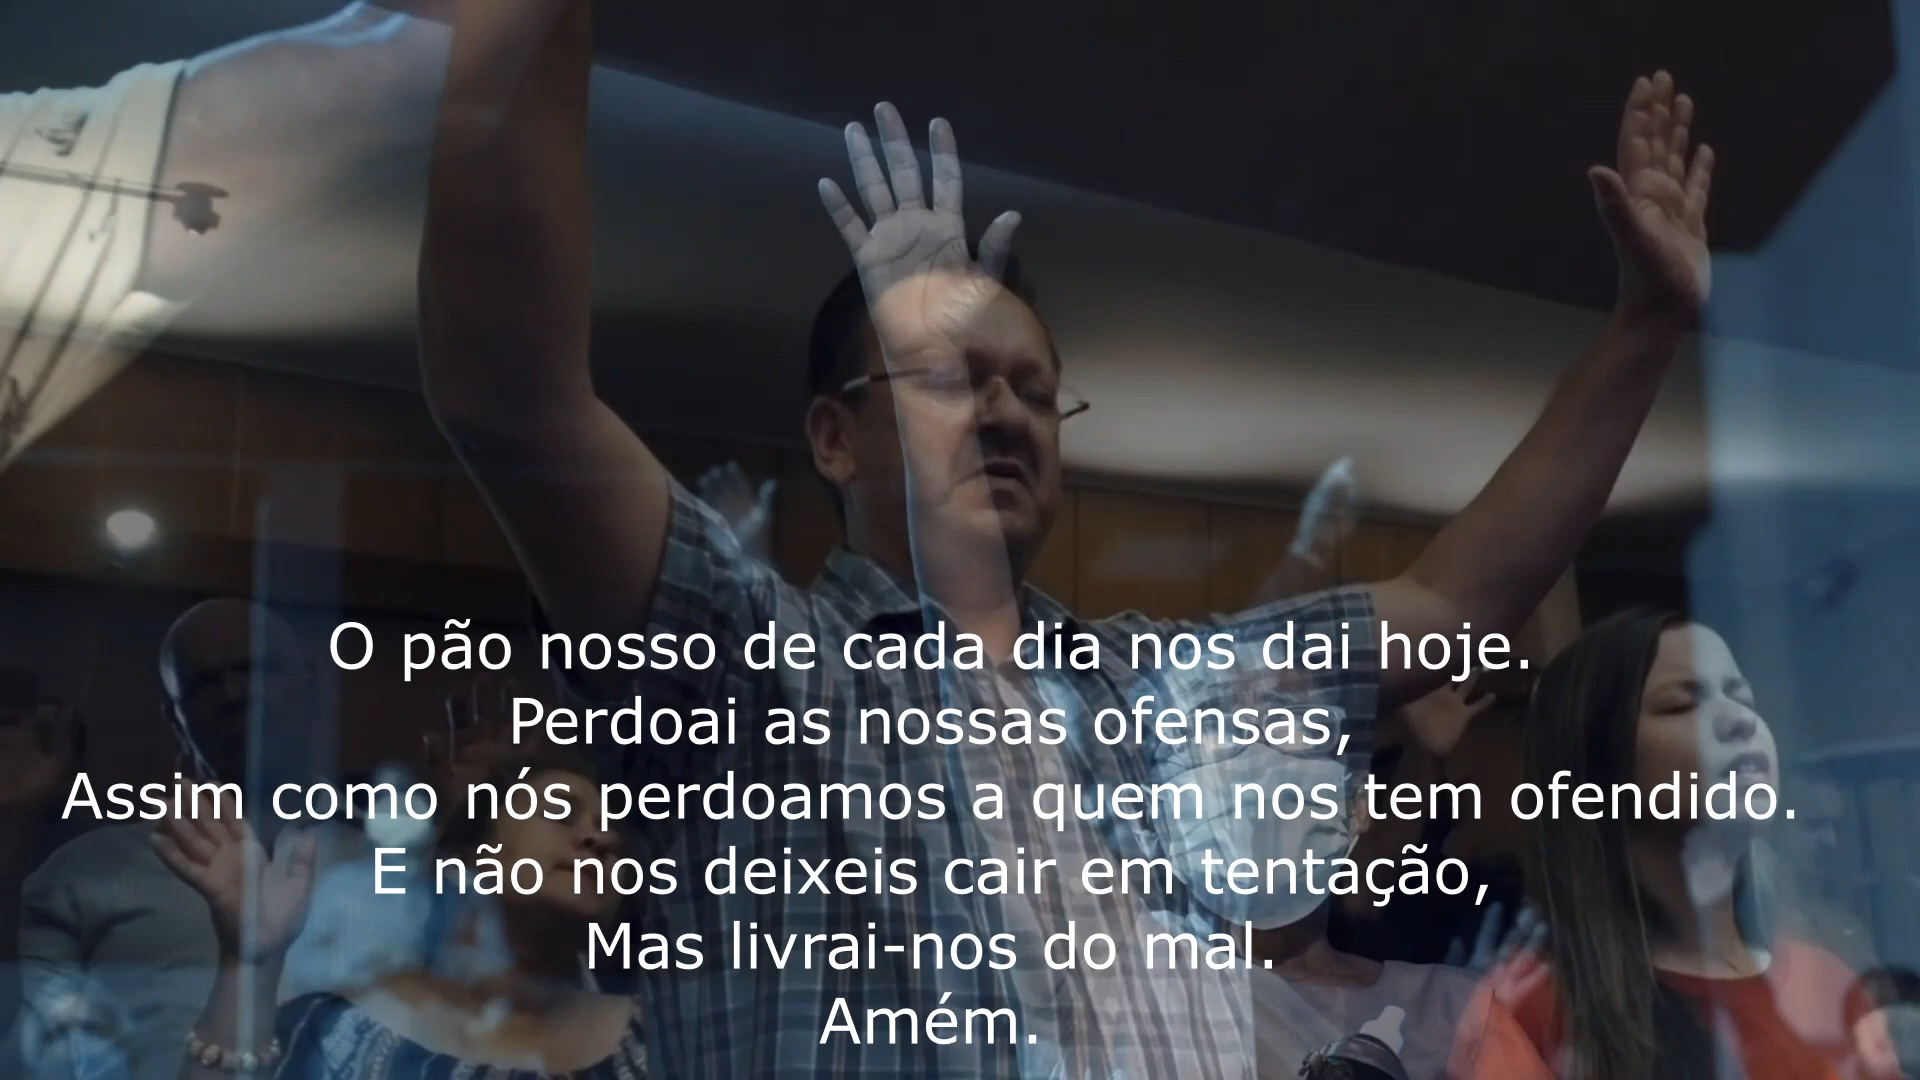 O pão nosso de cada dia nos dai hoje.
Perdoai as nossas ofensas,
Assim como nós perdoamos a quem nos tem ofendido.
E não nos deixeis cair em tentação,
Mas livrai-nos do mal.
Amém.